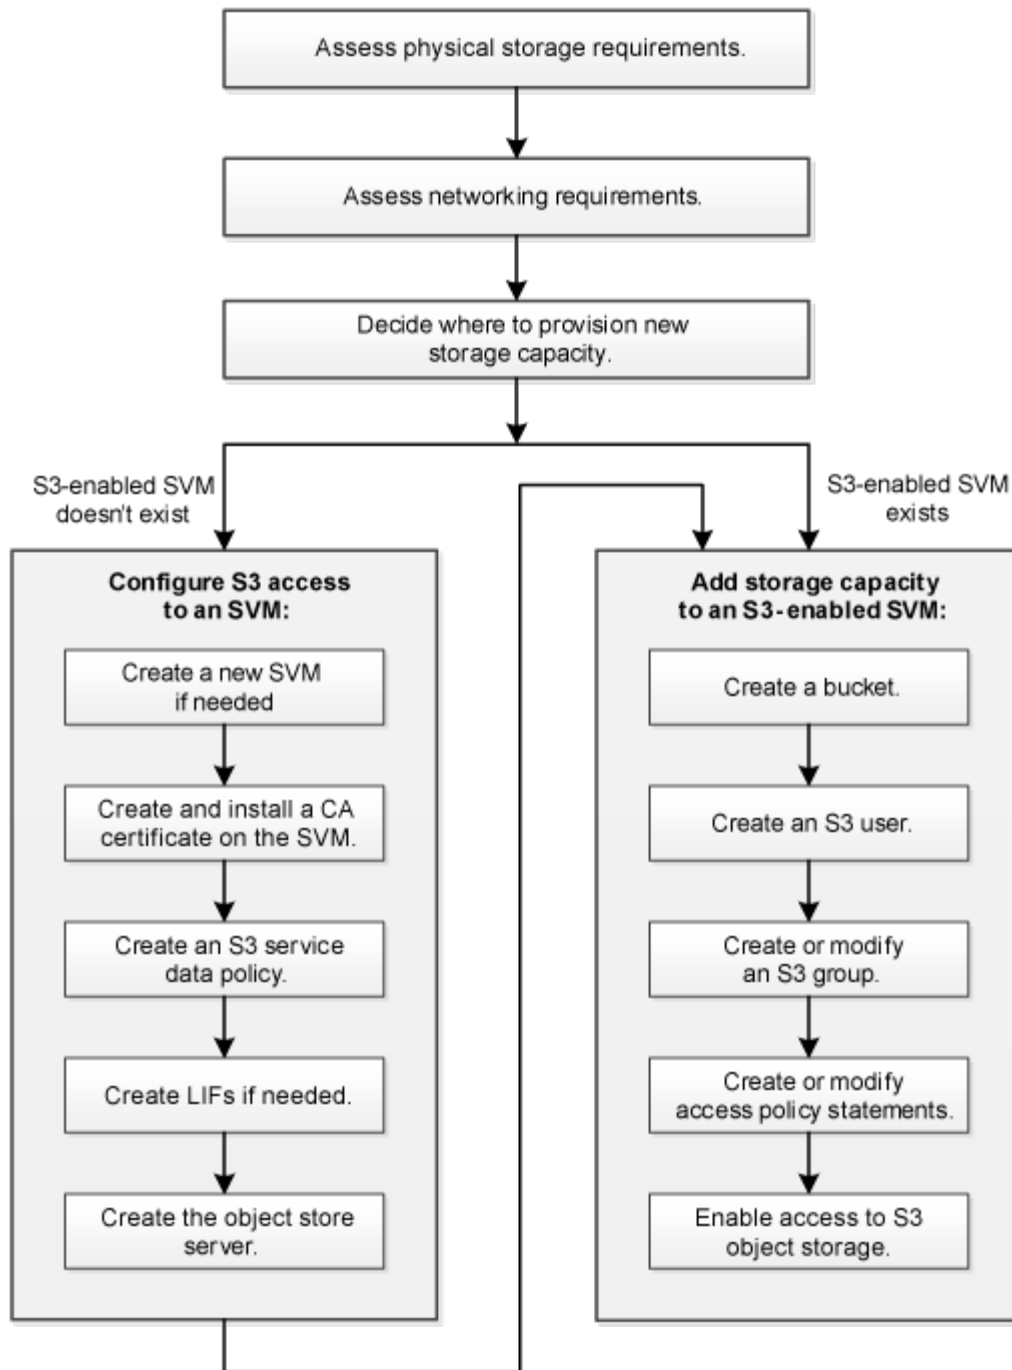 Assess physical storage requirements.
Assess networking requirements.
Decide where to provision new
storage capacity.
S3-enabled SVM
doesn't exist
S3-enabled SVM
exists
Configure S3 access
to an SVM:
Create a new SVM
if needed
Create and install a CA
certificate on the SVM.
Create an S3 service
data policy.
Create LIFs if needed.
Create the object store
server.
Add storage capacity
to an S3-enabled SVM:
Create a bucket.
Create an S3 user.
Create or modify
an S3 group.
Create or modify
access policy statements.
Enable access to S3
object storage.